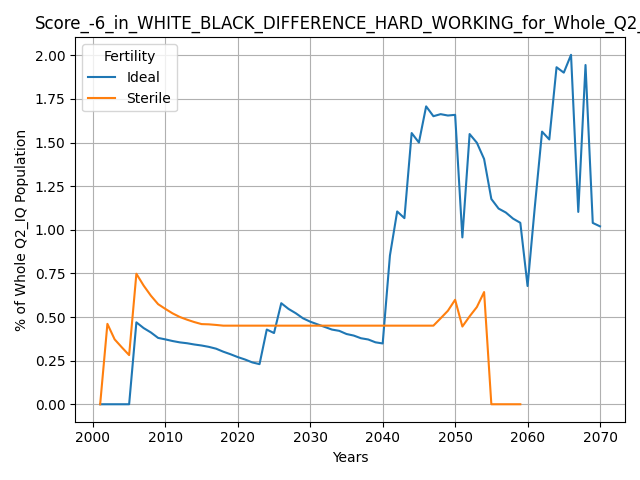 Score_-6_in_WHITE_BLACK_DIFFERENCE_HARD_WORKING_for_Whole_Q2_
Fertility
Ideal
Sterile
% of Whole Q2_IQ Population
2.00
1.75
1.50
1.25
1.00
0.75
0.50
0.25
0.00
2000 2010 2020 2030 2040 2050 2060 2070
Years